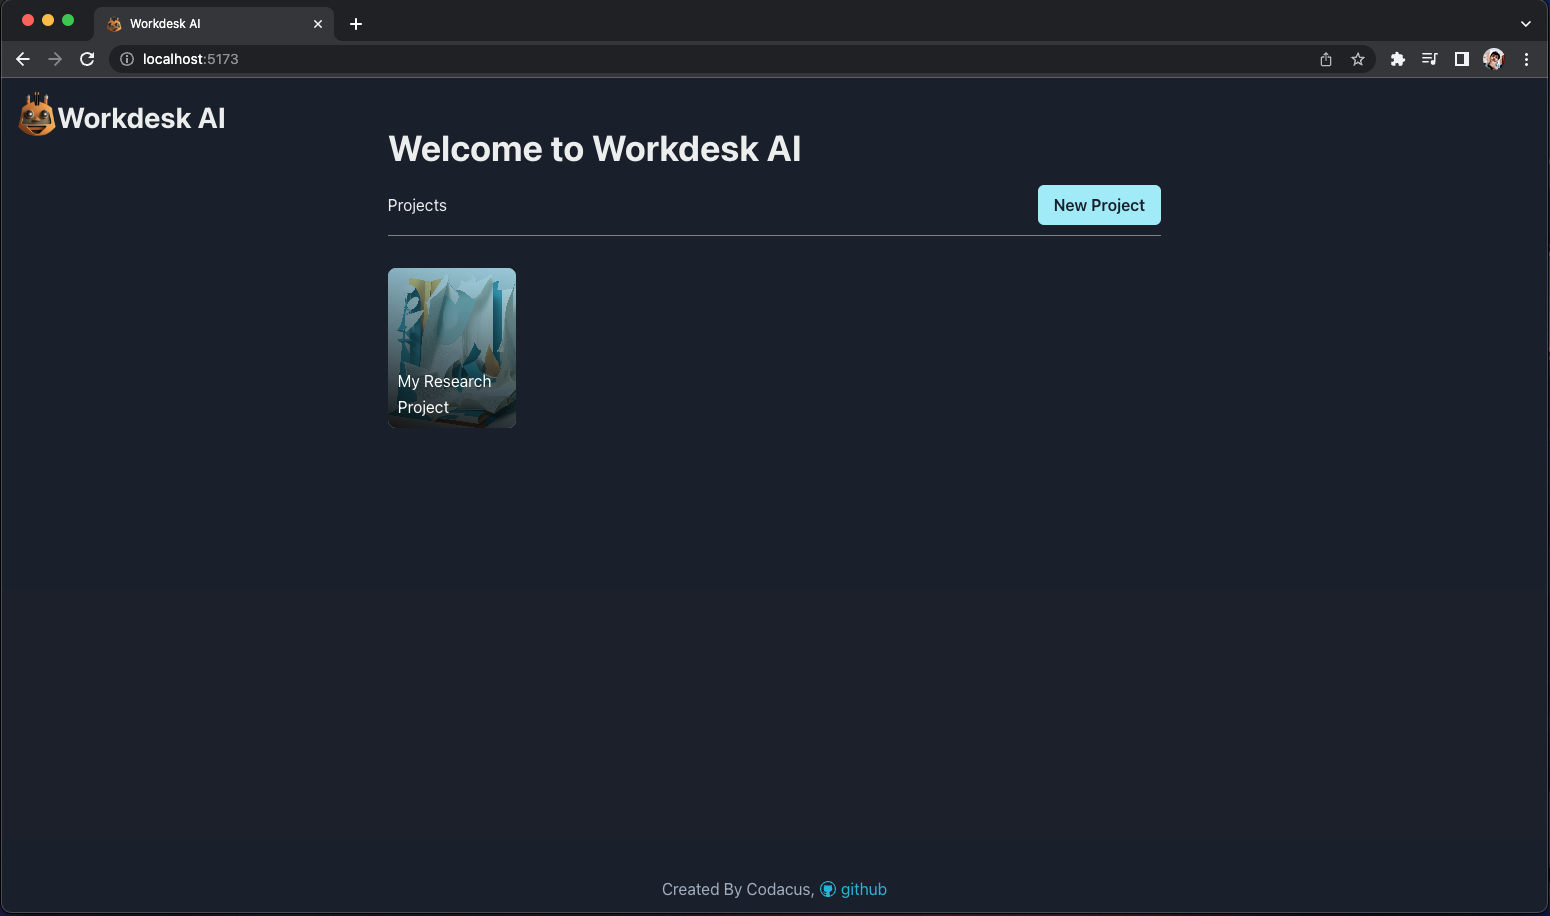 Workdesk AI
localhost:5173
Workdesk AI
Welcome to Workdesk AI
Projects
New Project
My Research
Project
Created By Codacus, github